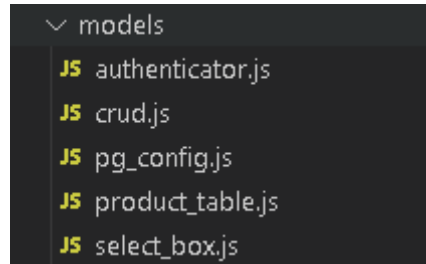 models
JS authenticator.js
JS crud.js
JS pg_config.js
JS product_table.js
JS select_box.js